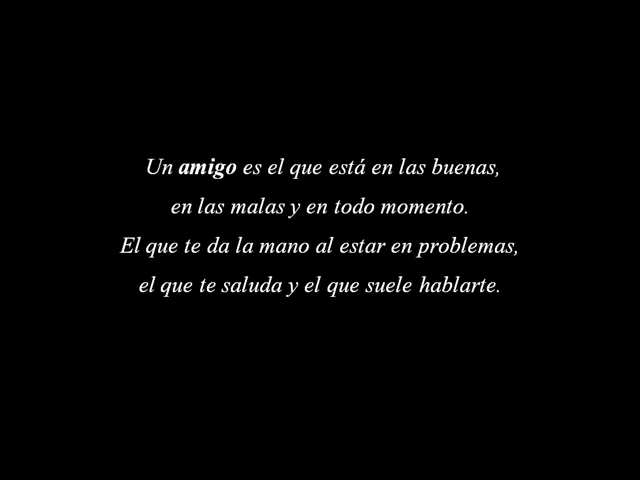 Un amigo es el que está en las buenas,
en las malas y en todo momento.
El que te da la mano al estar en problemas,
el que te saluda y el que suele hablarte.